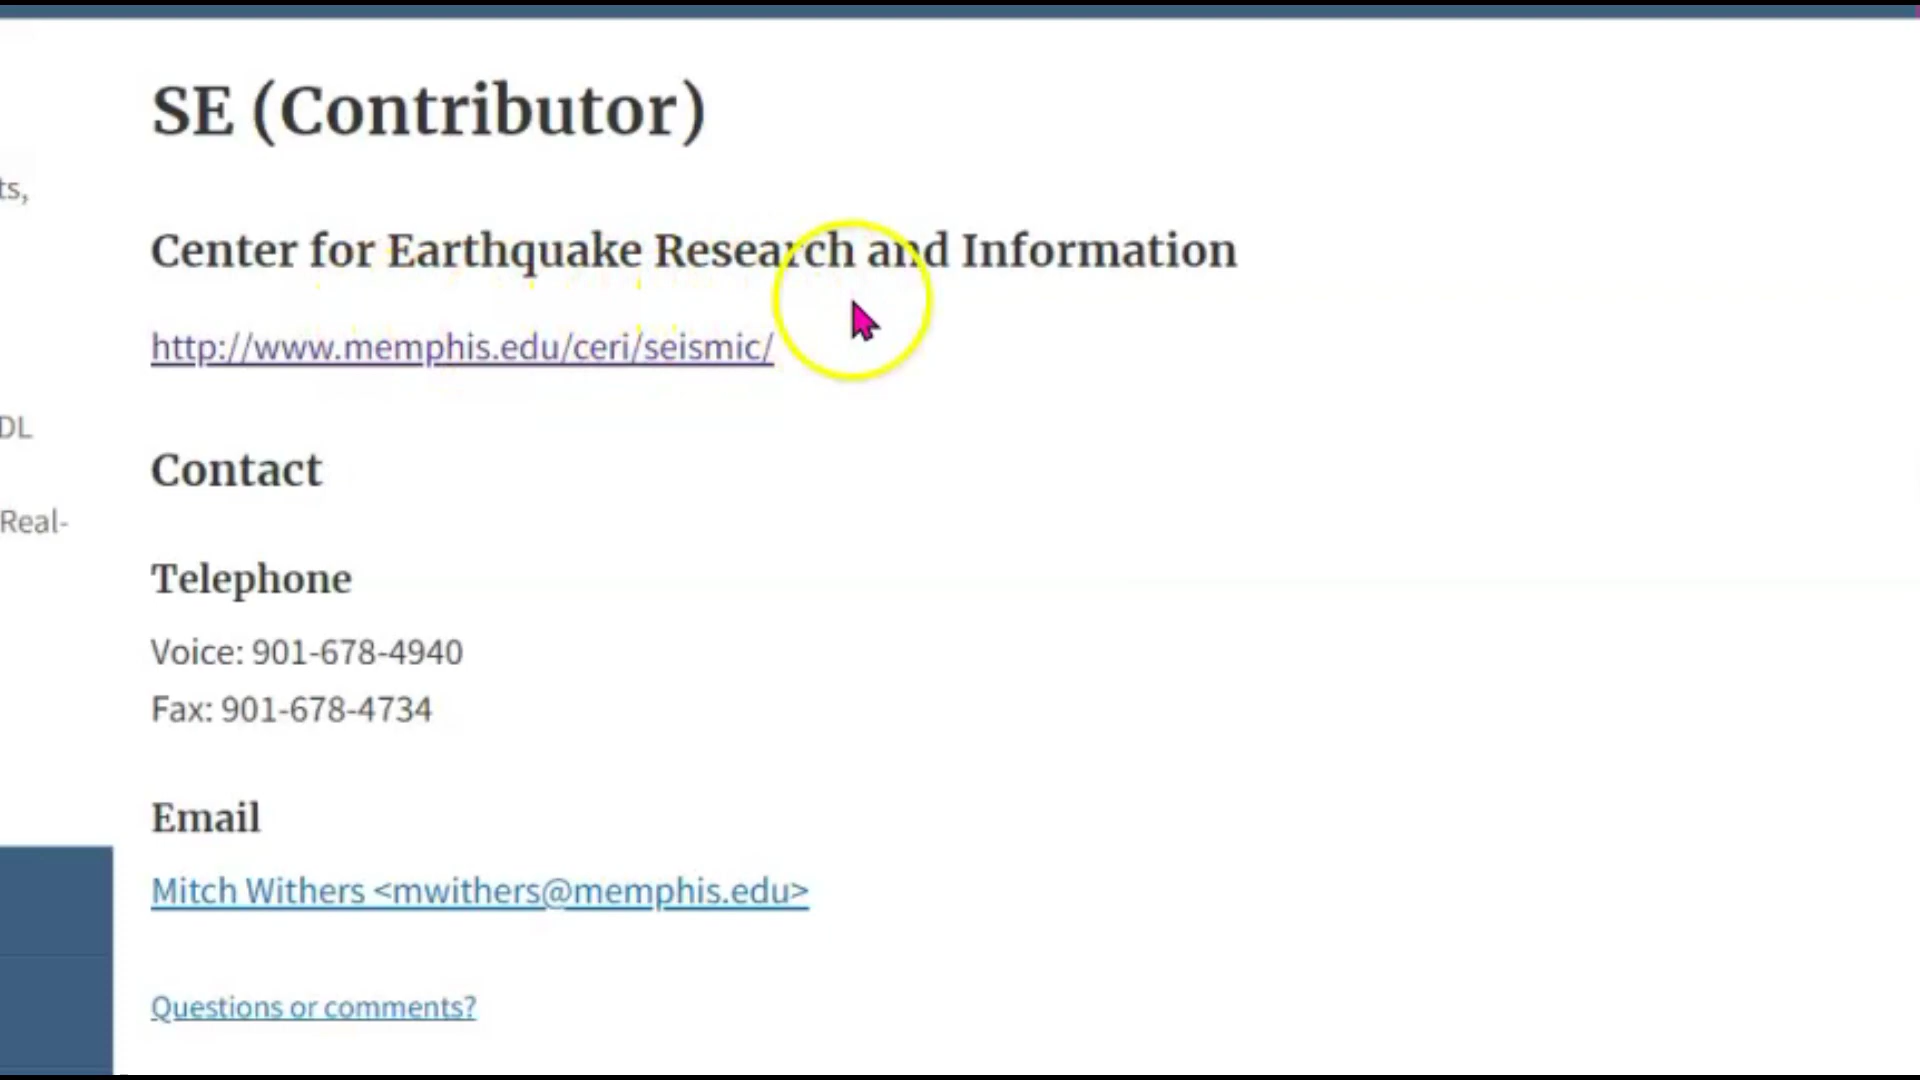 SE (Contributor)
ts,
Center for Earthquake Research and Information
http://www.memphis.edu/ceri/seismic/
DL
Contact
Real-
Telephone
Voice: 901-678-4940
Fax: 901-678-4734
Email
Mitch Withers <mwithers@memphis.edu>
Questions or comments?